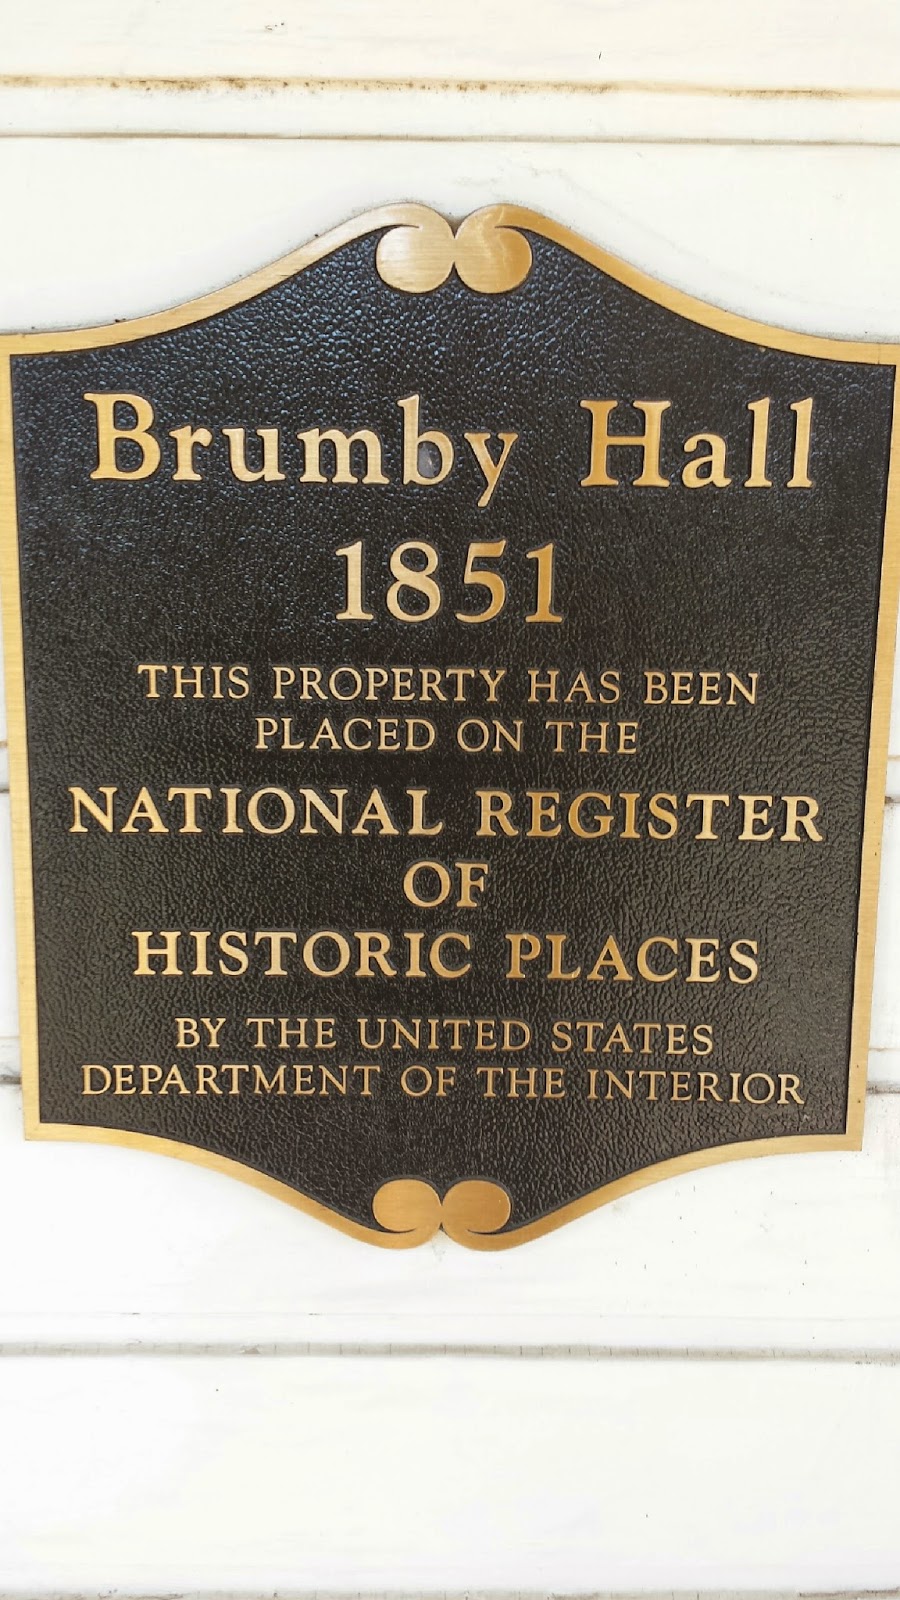 Brumby Hall
1851
THIS PROPERTY HAS BEEN
PLACED ON THE
NATIONAL REGISTER
OF
HISTORIC PLACES
BY THE UNITED STATES
DEPARTMENT OF THE INTERIOR